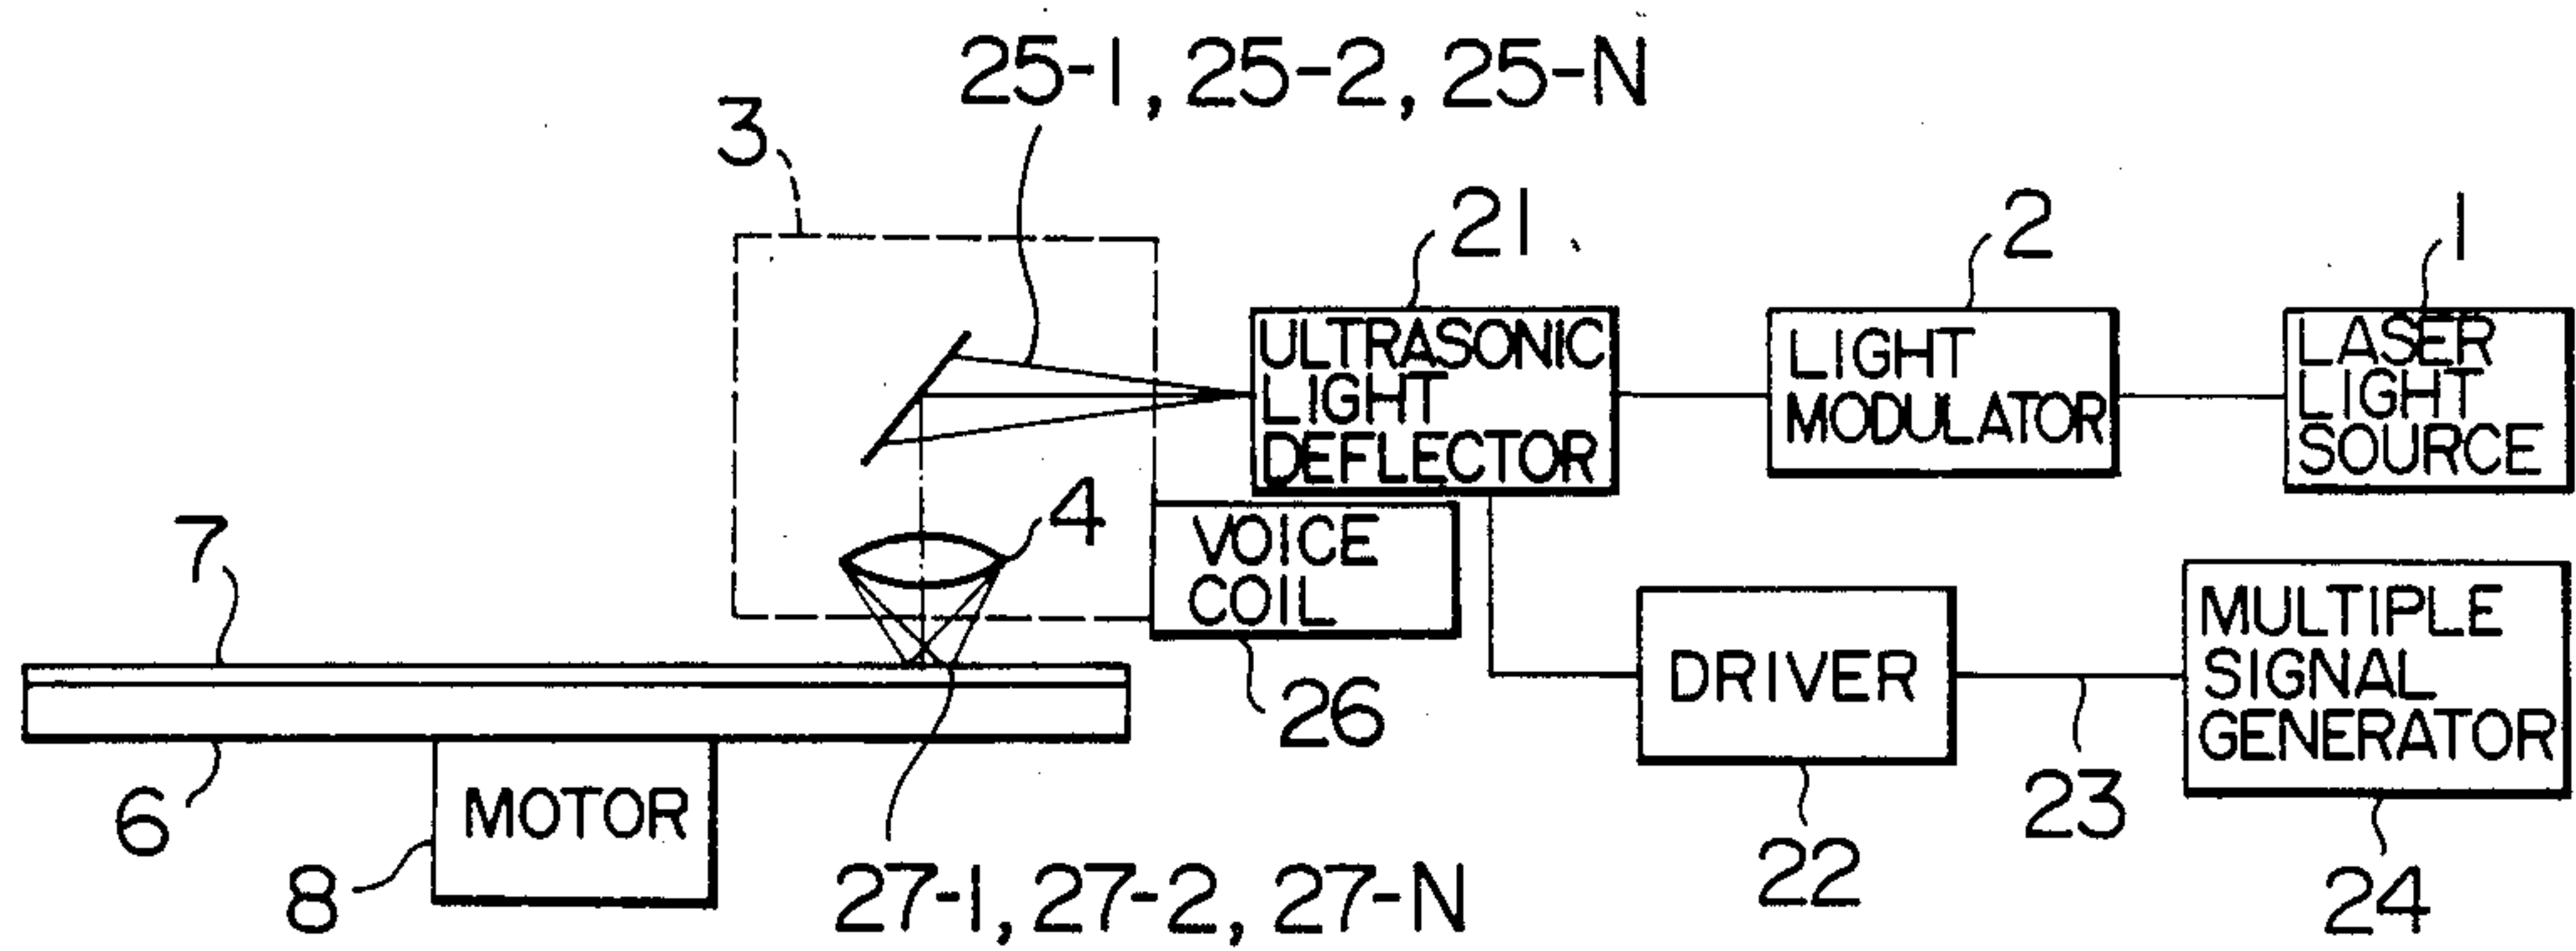 25-1, 25-2, 25-N
3
21
2
1
ULTRASONIC
LIGHT
DEFLECTOR
LIGHT
MODULATOR
LASER
LIGHT
SOURCE
4
VOICE
COIL
7
26
DRIVER
MULTIPLE
SIGNAL
GENERATOR
23
6
MOTOR
8
27-1, 27-2, 27-N
22
24